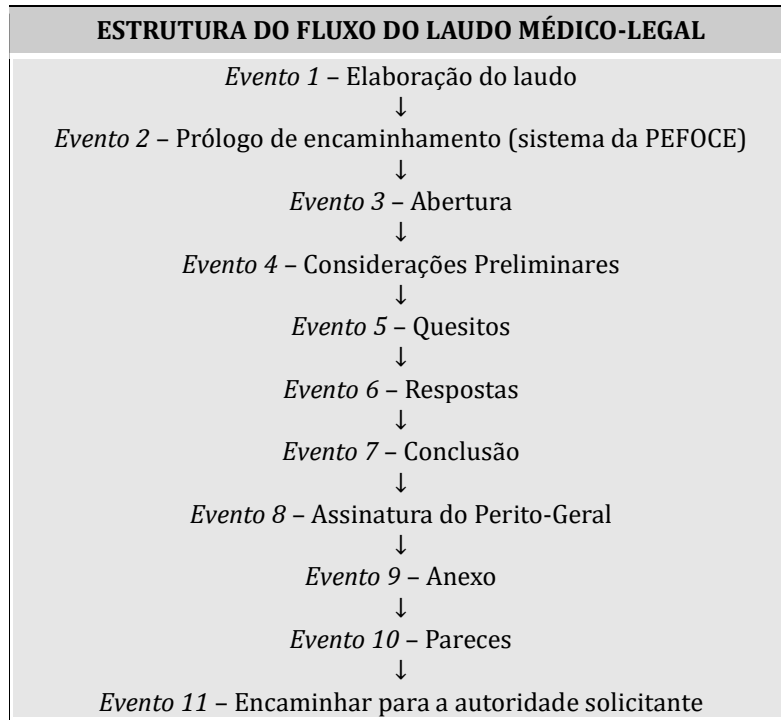 ESTRUTURA DO FLUXO DO LAUDO MÉDICO-LEGAL
Evento 1 – Elaboração do laudo
↓
Evento 2 – Prólogo de encaminhamento (sistema da PEFOCE)
↓
Evento 3 – Abertura
↓
Evento 4 – Considerações Preliminares
↓
Evento 5 – Quesitos
↓
Evento 6 – Respostas
↓
Evento 7 – Conclusão
↓
Evento 8 – Assinatura do Perito-Geral
↓
Evento 9 – Anexo
↓
Evento 10 – Pareces
↓
Evento 11 – Encaminhar para a autoridade solicitante